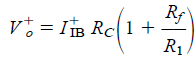 V_o^+ = I_IB^+ R_C(1 + R_f/R_1)